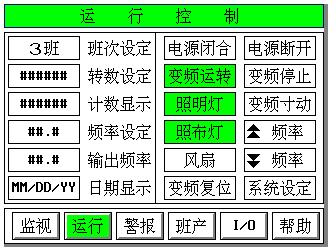 运 行 控 制
3班 班次设定 电源闭合 电源断开
###### 转数设定 变频运转 变频停止
###### 计数显示 照明灯 变频寸动
##.# 频率设定 照布灯 频率
##.# 输出频率 风扇 频率
MM/DD/YY 日期显示 变频复位 系统设定
监视 运行 警报 班产 I/O 帮助